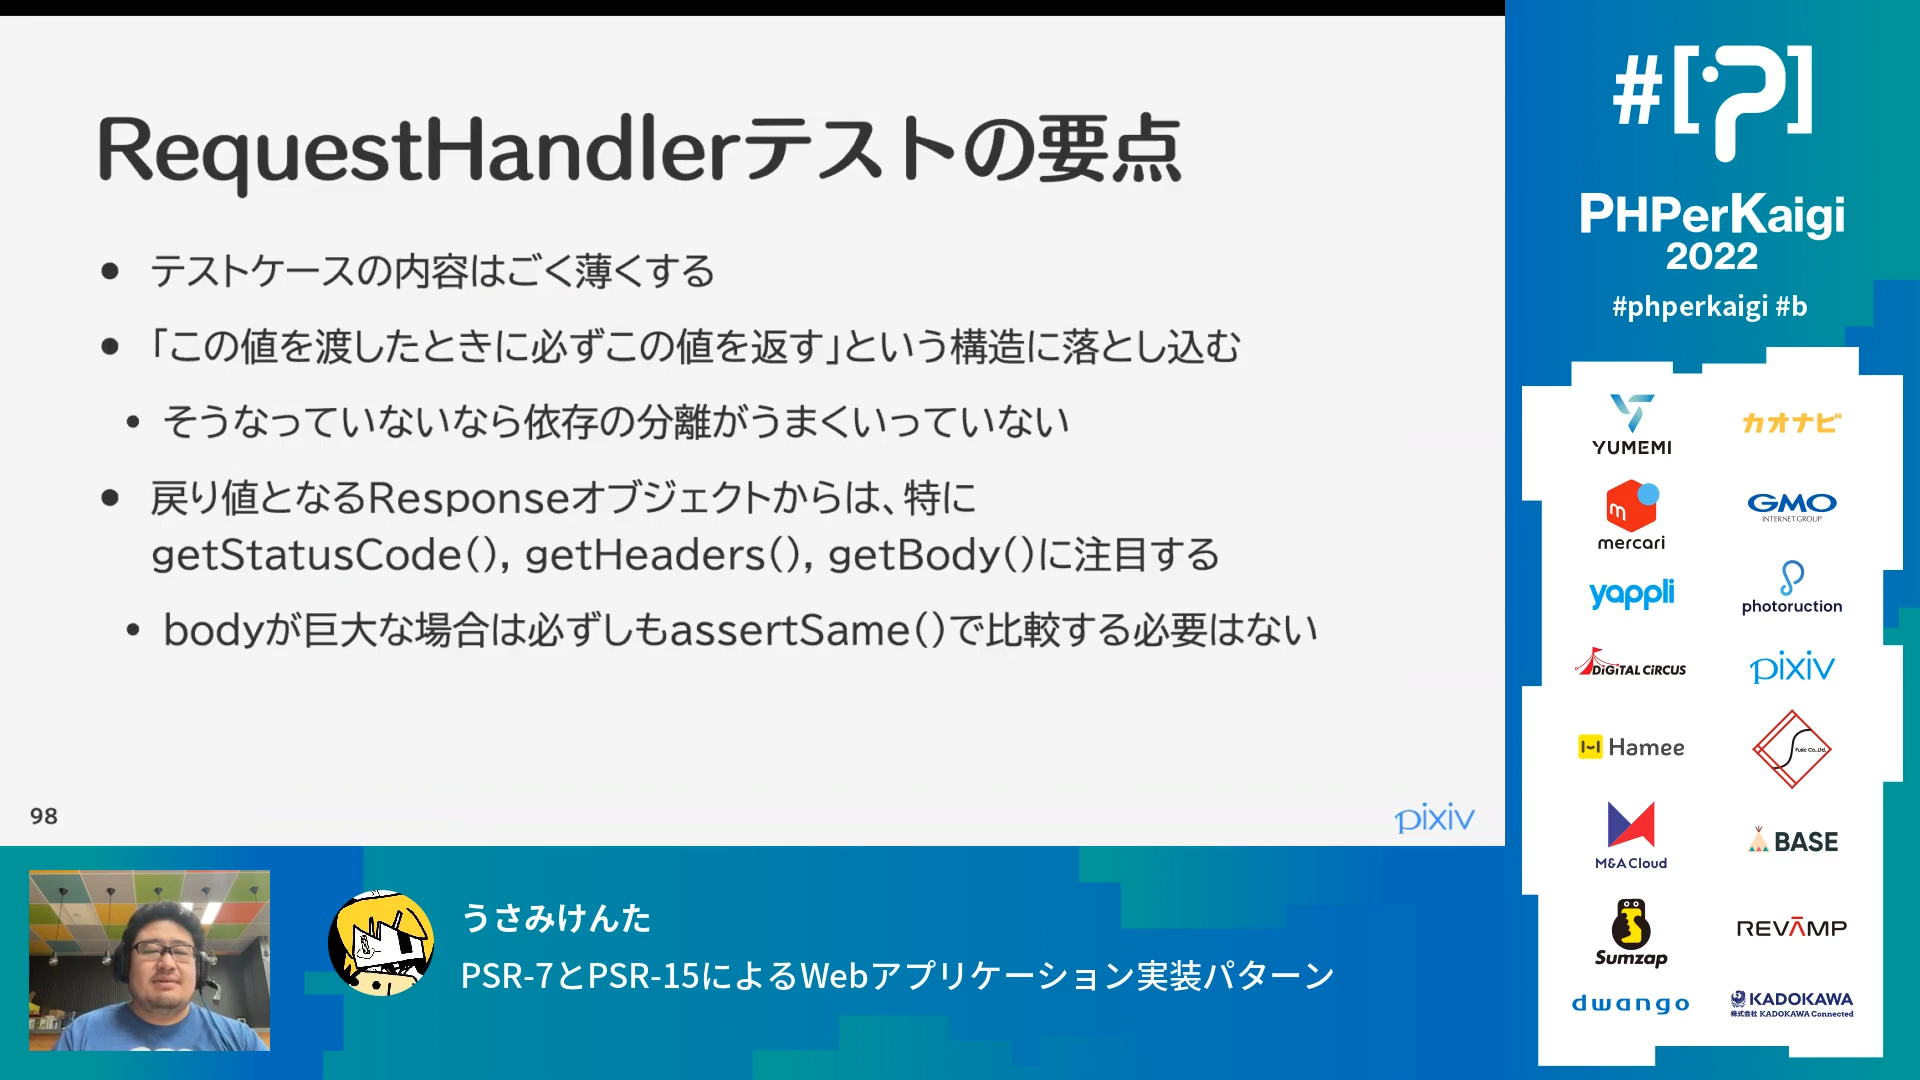 RequestHandlerテストの要点
• テストケースの内容はごく薄くする
• 「この値を渡したときに必ずこの値を返す」という構造に落とし込む
• そうなっていないなら依存の分離がうまくいっていない
• 戻り値となるResponseオブジェクトからは、特に
getStatusCode(), getHeaders(), getBody()に注目する
• bodyが巨大な場合は必ずしもassertSame()で比較する必要はない
98
pixiv
うさみけんた
PSR-7とPSR-15によるWebアプリケーション実装パターン
#[P]
PHPerKaigi
2022
#phperkaigi #b
YUMEMI
カオナビ
m
mercari
GMO
INTERNET GROUP
yappli
photoruction
DiGiTAL CiRCUS
pixiv
Hamee
Fusic Co.,Ltd.
M&A Cloud
BASE
Sumzap
REVAMP
dwango
KADOKAWA
株式会社 KADOKAWA Connected